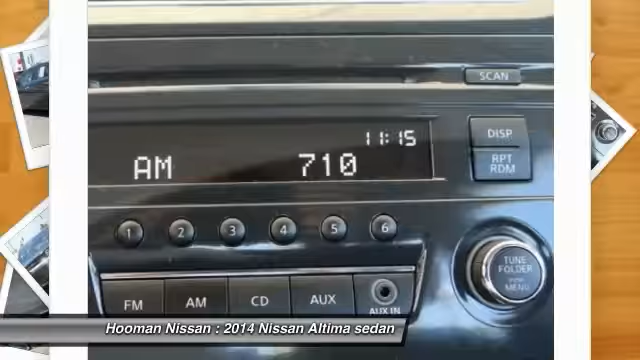 SCAN
11:15
DISP
AM 710
RPT
RDM
1 2 3 4 5 6
TUNE
FOLDER
MENU
FM AM CD AUX
AUX IN
Hooman Nissan : 2014 Nissan Altima sedan